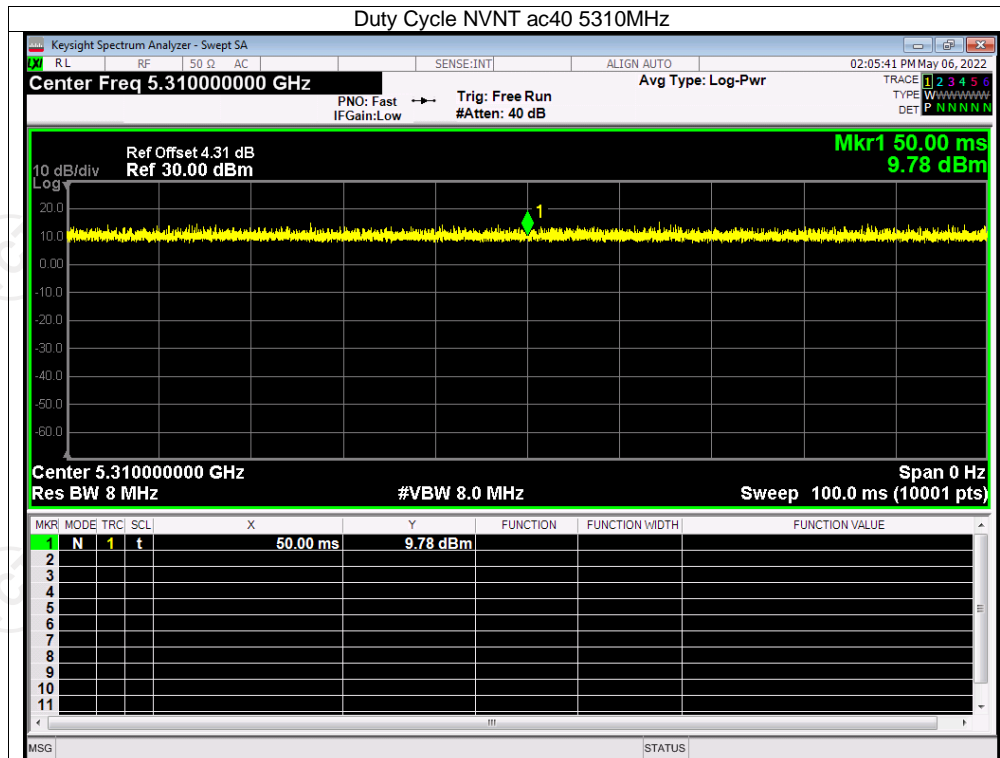 Duty Cycle NVNT ac40 5310MHz
Keysight Spectrum Analyzer - Swept SA
LXI RL RF 50 Ω AC SENSE:INT ALIGN AUTO 02:05:41 PM May 06, 2022
Center Freq 5.310000000 GHz Avg Type: Log-Pwr TRACE 1 2 3 4 5 6
PNO: Fast Trig: Free Run TYPE WWWWWW
IFGain:Low #Atten: 40 dB DET P N N N N N
Mkr1 50.00 ms
Ref Offset 4.31 dB
10 dB/div Ref 30.00 dBm 9.78 dBm
Log
20.0
1
10.0
0.00
-10.0
-20.0
-30.0
-40.0
-50.0
-60.0
Center 5.310000000 GHz Span 0 Hz
Res BW 8 MHz #VBW 8.0 MHz Sweep 100.0 ms (10001 pts)
MKR MODE TRC SCL X Y FUNCTION FUNCTION WIDTH FUNCTION VALUE
1 N 1 t 50.00 ms 9.78 dBm
2
3
4
5
6
7
8
9
10
11
MSG STATUS